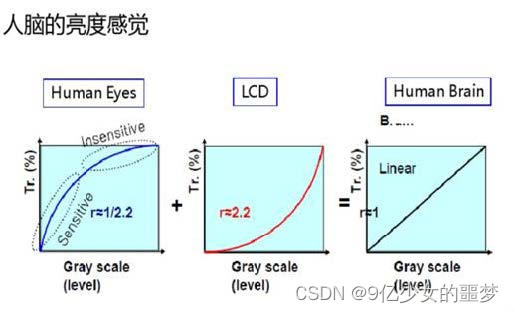 人脑的亮度感觉
Human Eyes
LCD
Human Brain
Insensitive
Sensitive
Tr. (%)
r≈1/2.2
Gray scale
(level)
+
Tr. (%)
r≈2.2
Gray scale
(level)
=
Tr. (%)
Linear
r≈1
Gray scale
(level)
CSDN @9亿少女的噩梦